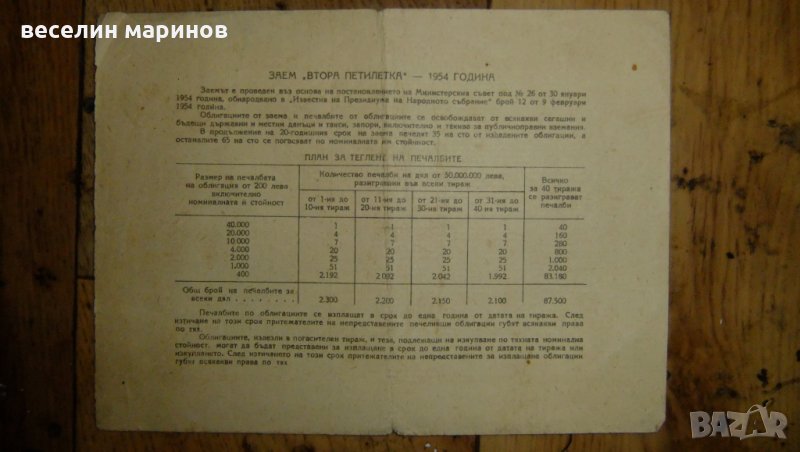 веселин маринов
ЗАЕМ „ВТОРА ПЕТИЛЕТКА“ — 1954 ГОДИНА
Заемът е проведен въз основа на постановлението на Министерския съвет под № 26 от 30 януари
1954 година, обнародвано в „Известия на Президиума на Народното събрание“ брой 12 от 9 февруари
1954 година.
Облигациите от заема и печалбите от облигациите се освобождават от всякакви сегашни и
бъдещи държавни и местни данъци и такси, запори, включително и такива за публичноправни вземания.
В продължение на 20-годишния срок на заема печелят 35 на сто от издадените облигации, а
останалите 65 на сто се погасяват по номиналната им стойност.
ПЛАН ЗА ТЕГЛЕНЕ НА ПЕЧАЛБИТЕ
Размер на печалбата
на облигация от 200 лева
включително
номиналната ѝ стойност
Количество печалби на дял от 50,000.000 лева,
разигравани във всеки тираж
от 1-ия до
10-ия тираж
от 11-ия до
20-ия тираж
от 21-ия до
30-ия тираж
от 31-ия до
40 ия тираж
Всичко
за 40 тиража
се разиграват
печалби
40.000 1 1 1 1 40
20.000 4 4 4 4 160
10.000 7 7 7 7 280
4.000 20 20 20 20 800
2.000 25 25 25 25 1.000
1.000 51 51 51 51 2.040
400 2.192 2.092 2.042 1.992 83.180
Общ брой на печалбите за
всеки дял . . . . . . . . 2.300 2.200 2.150 2.100 87.500
Печалбите по облигациите се изплащат в срок до една година от датата на тиража. След
изтичане на този срок притежателите на непредставените печеливши облигации губят всякакви права
по тях.
Облигациите, излезли в погасителен тираж, и тези, подлежащи на изкупуване по тяхната номинална
стойност, могат да бъдат представени за изплащане в срок до една година от датата на тиража или
изкупуването. След изтичането на този срок притежателите на непредставените за изплащане облигации
губят всякакви права по тях
BAZAR